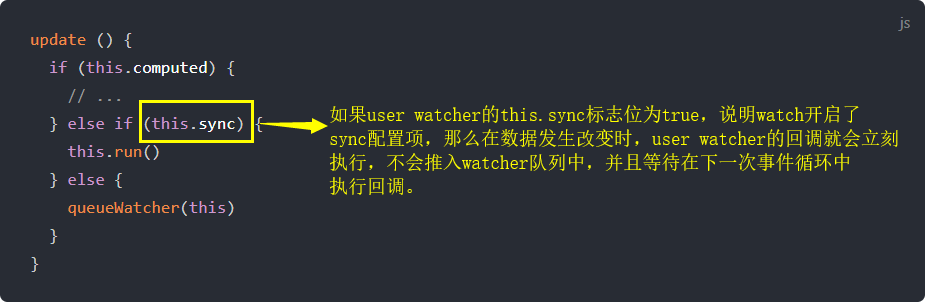 js
update () {
if (this.computed) {
// ...
} else if (this.sync) {
this.run()
} else {
queueWatcher(this)
}
}
如果user watcher的this.sync标志位为true，说明watch开启了
sync配置项，那么在数据发生改变时，user watcher的回调就会立刻
执行，不会推入watcher队列中，并且等待在下一次事件循环中
执行回调。